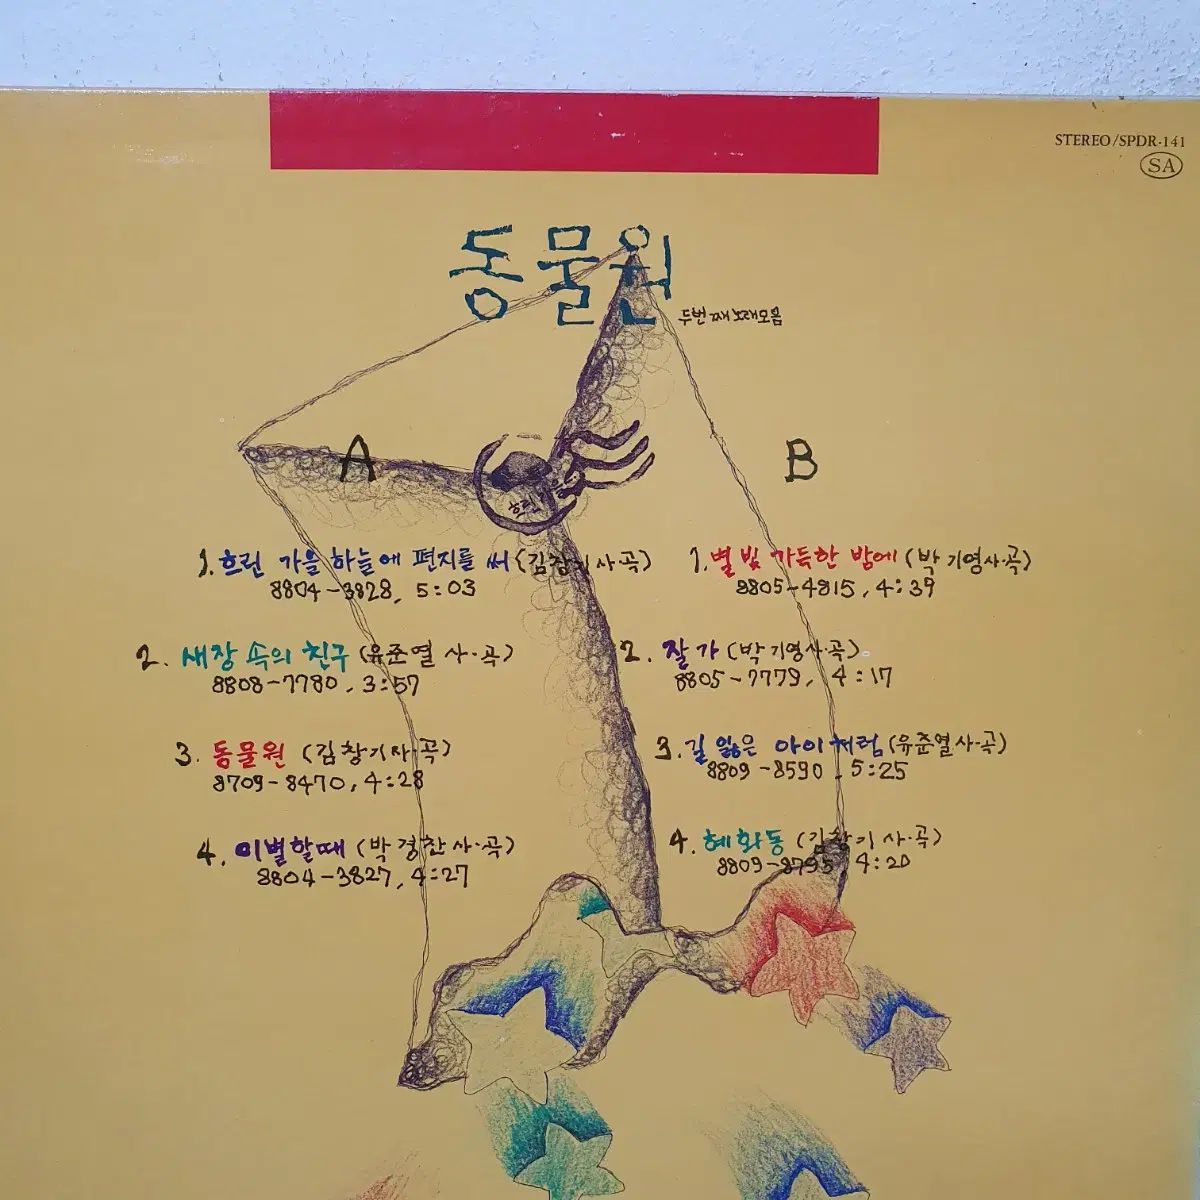 STEREO/SPDR-141
SA
동물원
두번째 노래모음
A
흐린
1. 흐린 가을 하늘에 편지를 써 (김창기 사·곡)
8804-3828, 5:03
2. 새장 속의 친구 (유준열 사·곡)
8808-7780, 3:57
3. 동물원 (김창기 사·곡)
8709-8470, 4:28
4. 이별할때 (박경찬 사·곡)
8804-3827, 4:27
B
1. 별빛 가득한 밤에 (박기영 사·곡)
8805-4815, 4:39
2. 잘가 (박기영 사·곡)
8805-7779, 4:17
3. 길 잃은 아이처럼 (유준열 사·곡)
8809-8590, 5:25
4. 혜화동 (김창기 사·곡)
8809-8795 4:20